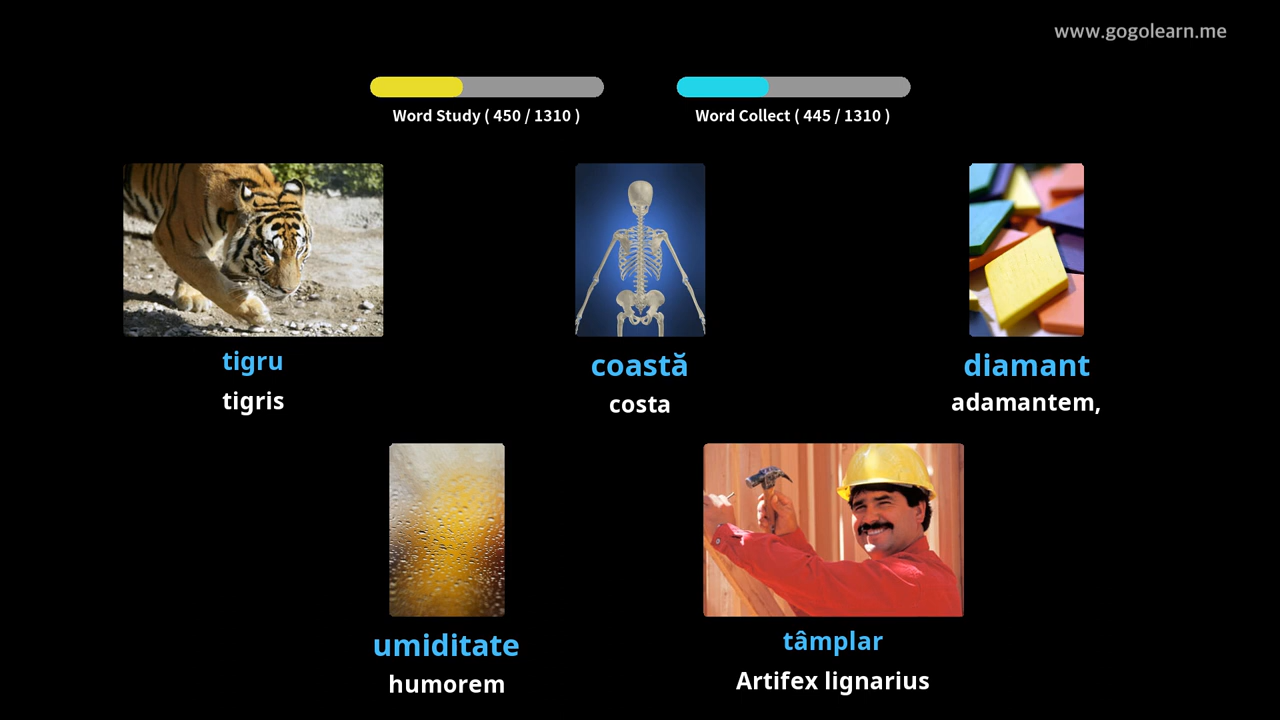 www.gogolearn.me
Word Study ( 450 / 1310 )
Word Collect ( 445 / 1310 )
tigru
tigris
coastă
costa
diamant
adamantem,
umiditate
humorem
tâmplar
Artifex lignarius